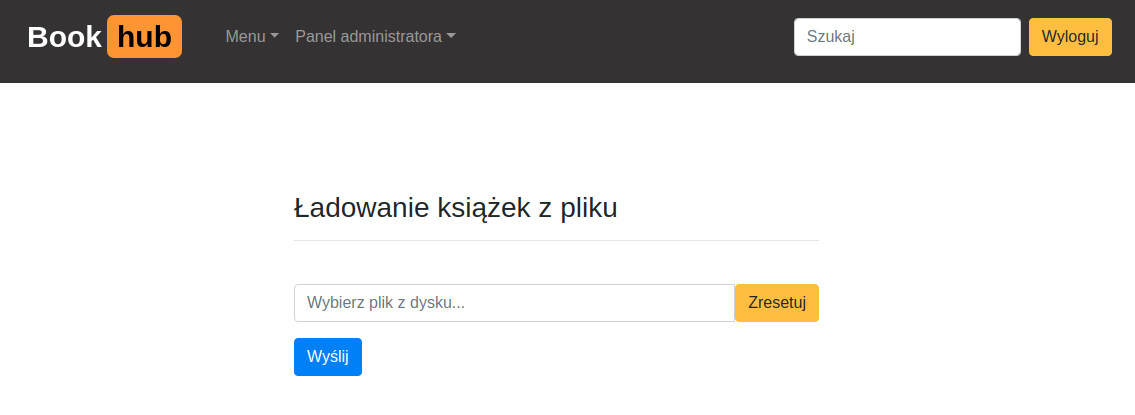 Book hub Menu Panel administratora Szukaj Wyloguj
Ładowanie książek z pliku
Wybierz plik z dysku... Zresetuj
Wyślij